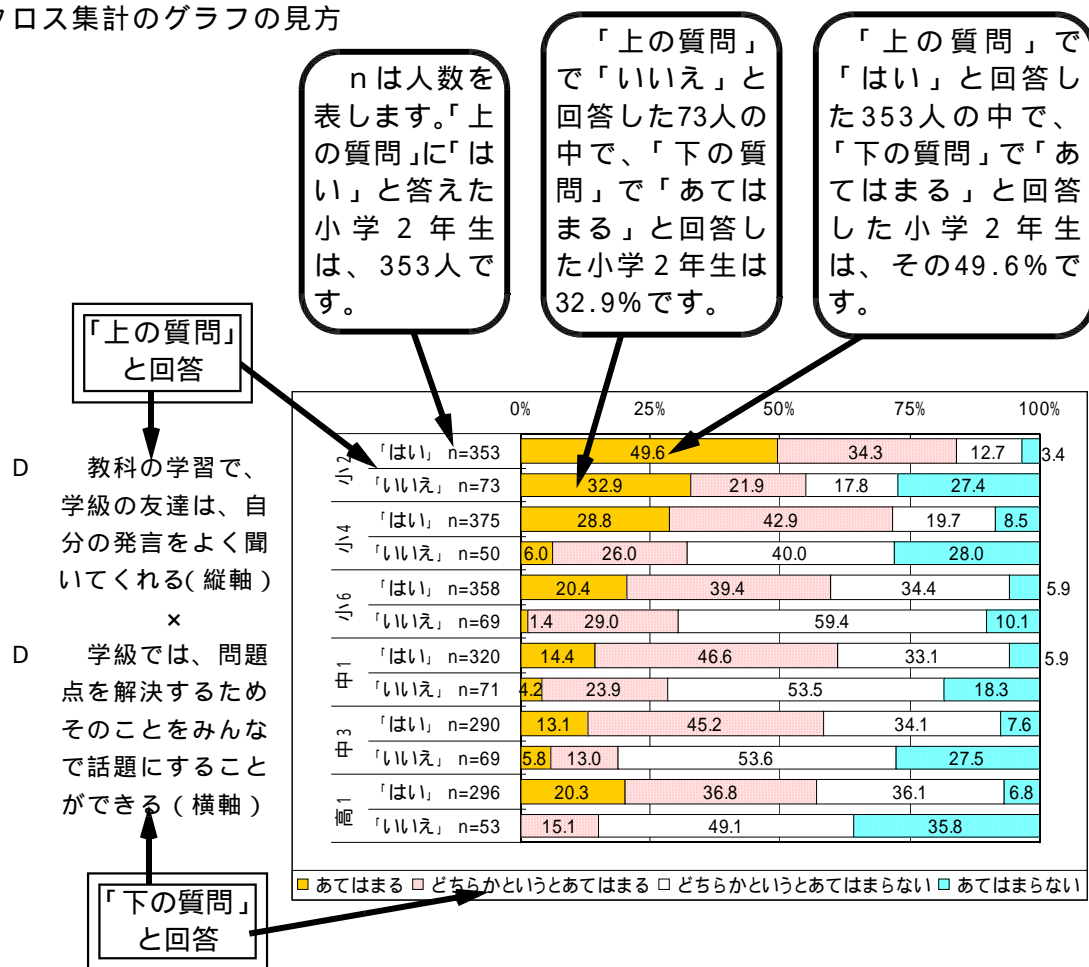 クロス集計のグラフの見方
nは人数を
表します。「上
の質問」に「は
い」と答えた
小学2年生
は、353人で
す。
「上の質問」
で「いいえ」と
回答した73人の
中で、「下の質
問」で「あては
まる」と回答し
た小学2年生は
32.9%です。
「上の質問」で
「はい」と回答し
た353人の中で、
「下の質問」で「あ
てはまる」と回答
した小学2年生
は、その49.6%で
す。
「上の質問」
と回答
D 教科の学習で、
学級の友達は、自
分の発言をよく聞
いてくれる(縦軸)
×
D 学級では、問題
点を解決するため
そのことをみんな
で話題にすること
ができる(横軸)
「下の質問」
と回答
0% 25% 50% 75% 100%
小2
「はい」 n=353 49.6 34.3 12.7 3.4
「いいえ」 n=73 32.9 21.9 17.8 27.4
小4
「はい」 n=375 28.8 42.9 19.7 8.5
「いいえ」 n=50 6.0 26.0 40.0 28.0
小6
「はい」 n=358 20.4 39.4 34.4 5.9
「いいえ」 n=69 1.4 29.0 59.4 10.1
中1
「はい」 n=320 14.4 46.6 33.1 5.9
「いいえ」 n=71 4.2 23.9 53.5 18.3
中3
「はい」 n=290 13.1 45.2 34.1 7.6
「いいえ」 n=69 5.8 13.0 53.6 27.5
高1
「はい」 n=296 20.3 36.8 36.1 6.8
「いいえ」 n=53 15.1 49.1 35.8
あてはまる どちらかというとあてはまる どちらかというとあてはまらない あてはまらない